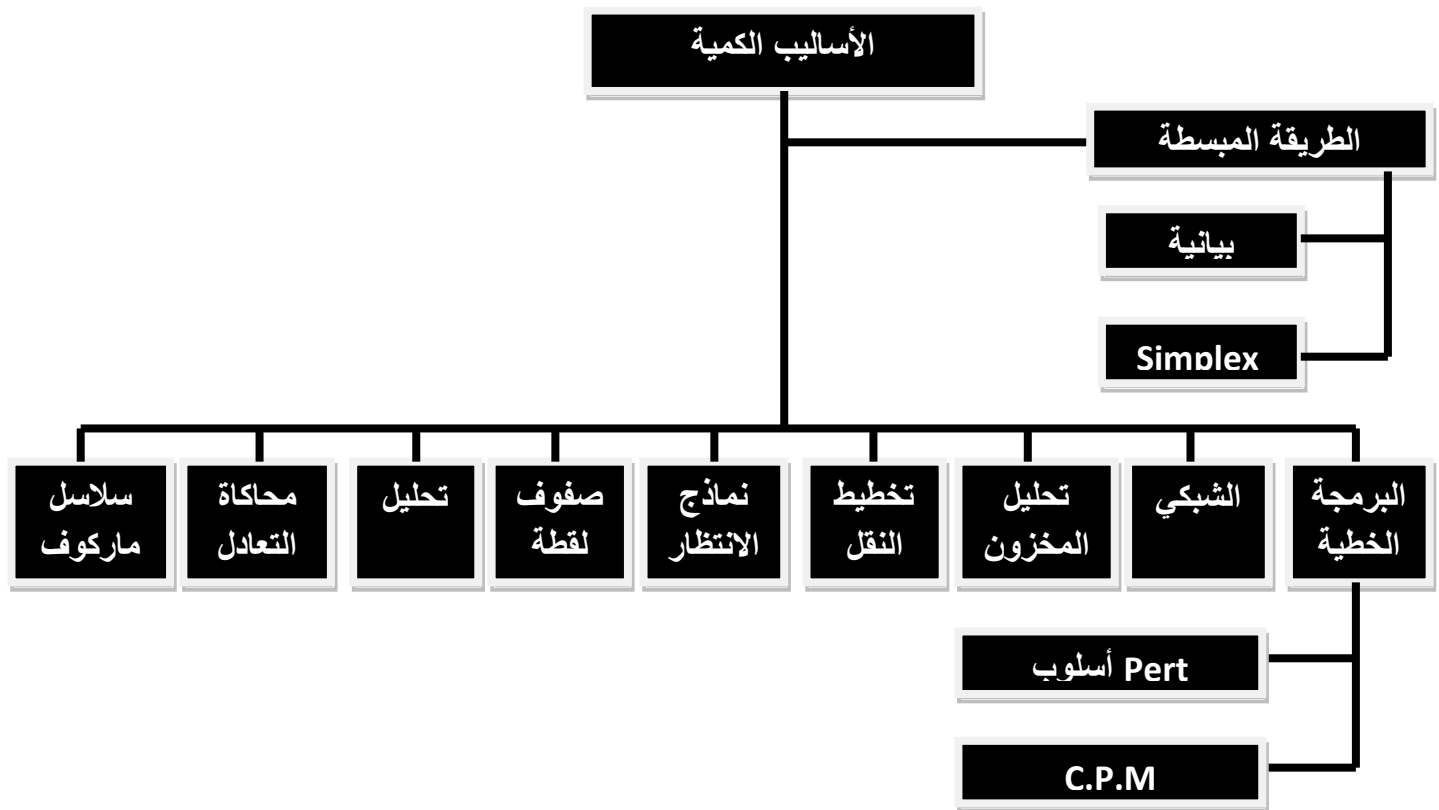 الأساليب الكمية
الطريقة المبسطة
بيانية
Simplex
البرمجة
الخطية
الشبكي
تحليل
المخزون
تخطيط
النقل
نماذج
الانتظار
صفوف
لقطة
تحليل
محاكاة
التعادل
سلاسل
ماركوف
أسلوب Pert
C.P.M